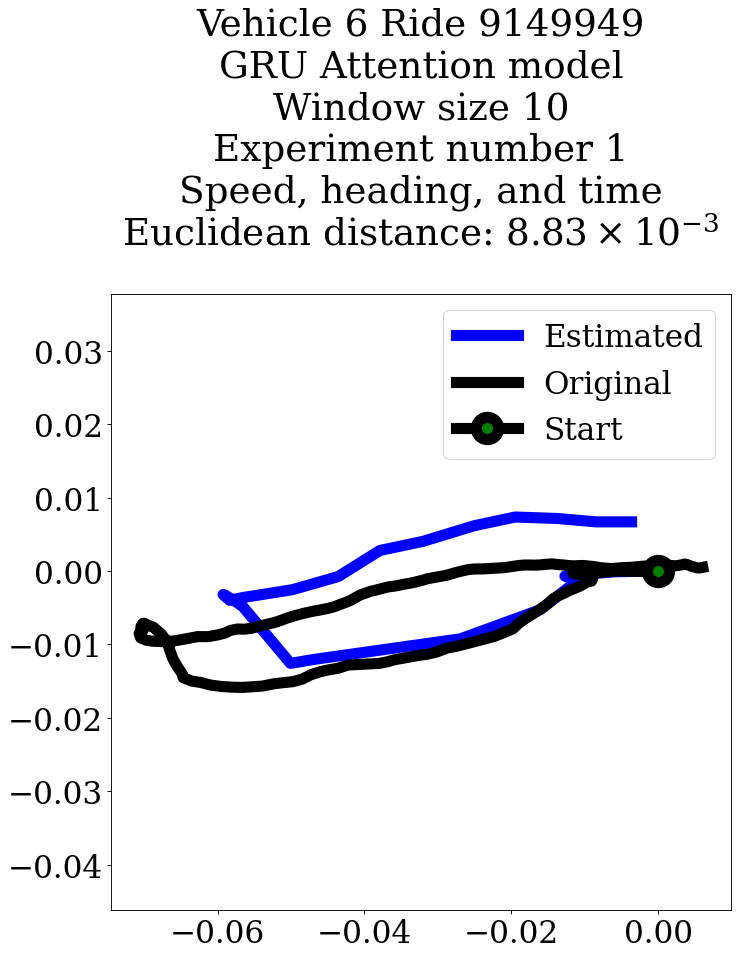 Vehicle 6 Ride 9149949
GRU Attention model
Window size 10
Experiment number 1
Speed, heading, and time
Euclidean distance: 8.83 × 10⁻³
Estimated
Original
Start
0.03
0.02
0.01
0.00
−0.01
−0.02
−0.03
−0.04
−0.06 −0.04 −0.02 0.00